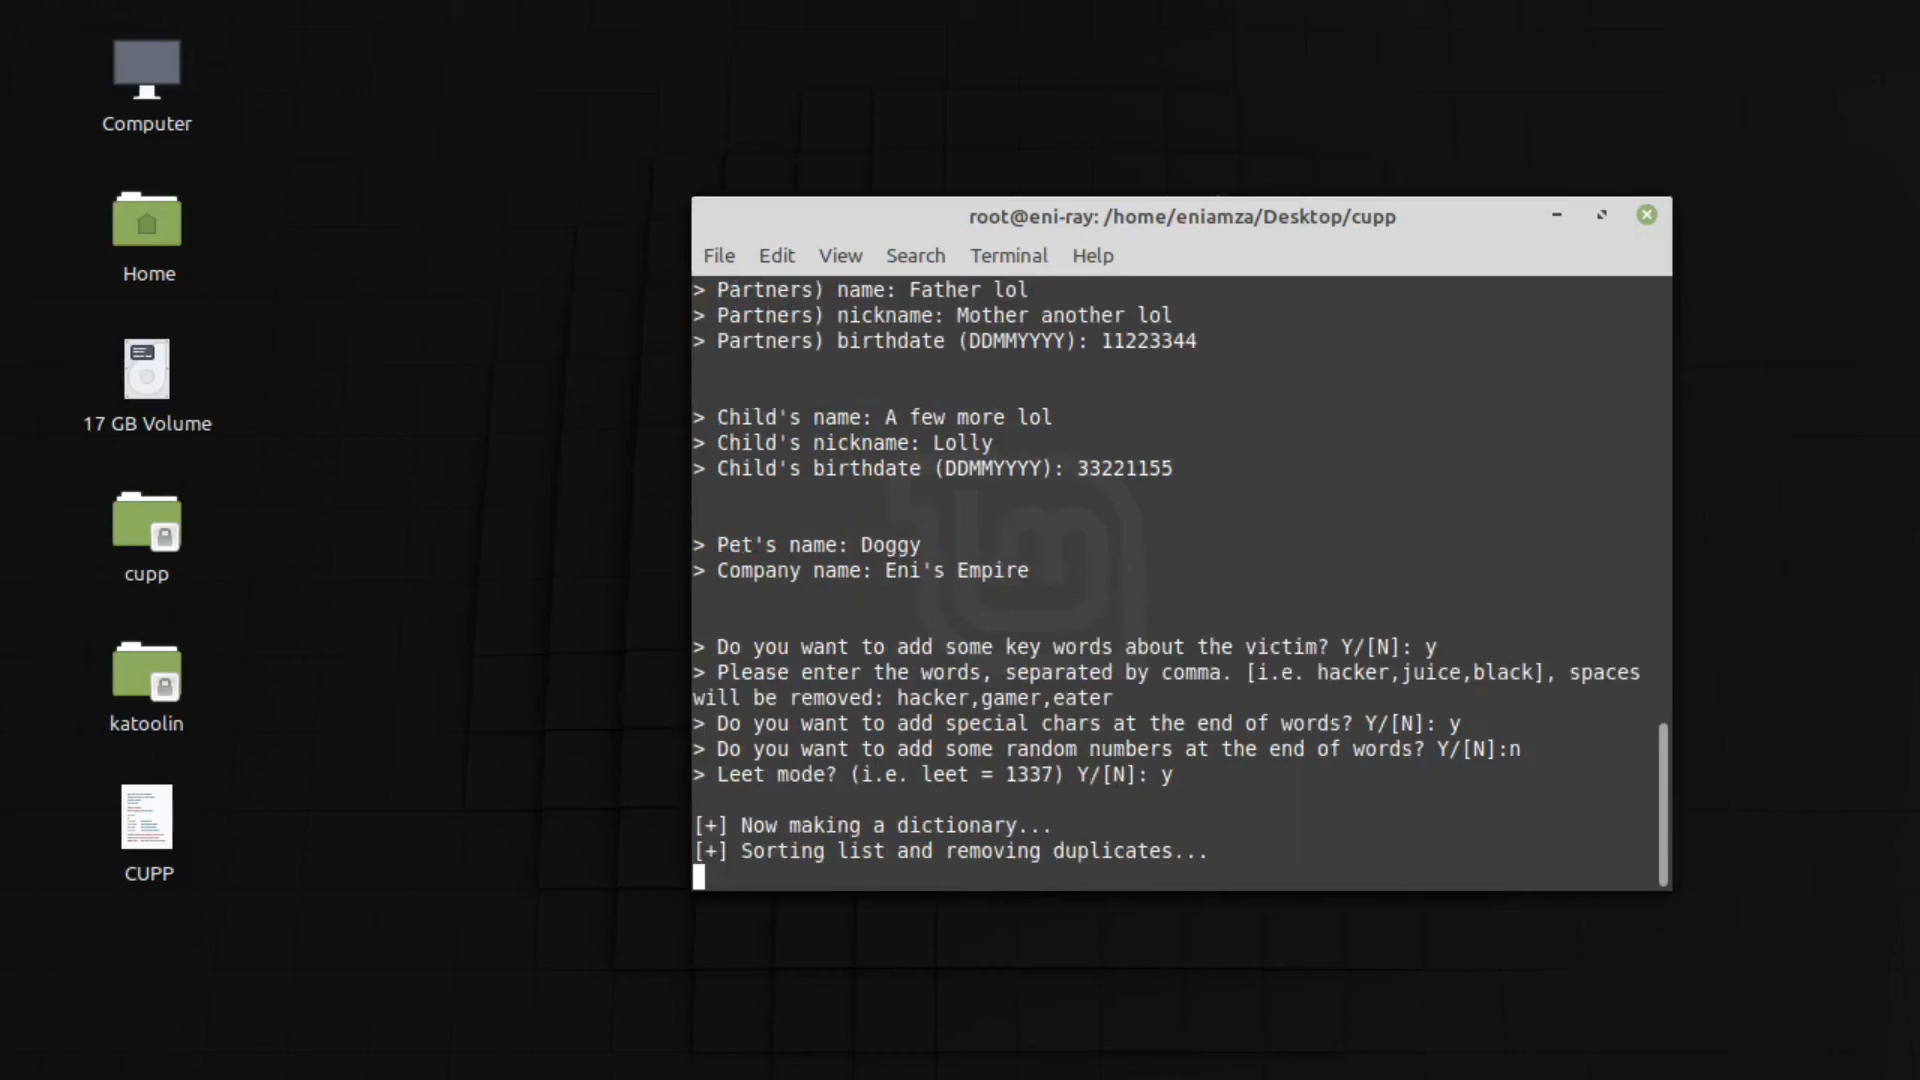 Computer
Home
17 GB Volume
cupp
katoolin
CUPP
root@eni-ray: /home/eniamza/Desktop/cupp
File Edit View Search Terminal Help
> Partners) name: Father lol
> Partners) nickname: Mother another lol
> Partners) birthdate (DDMMYYYY): 11223344
> Child's name: A few more lol
> Child's nickname: Lolly
> Child's birthdate (DDMMYYYY): 33221155
> Pet's name: Doggy
> Company name: Eni's Empire
> Do you want to add some key words about the victim? Y/[N]: y
> Please enter the words, separated by comma. [i.e. hacker,juice,black], spaces
will be removed: hacker,gamer,eater
> Do you want to add special chars at the end of words? Y/[N]: y
> Do you want to add some random numbers at the end of words? Y/[N]:n
> Leet mode? (i.e. leet = 1337) Y/[N]: y
[+] Now making a dictionary...
[+] Sorting list and removing duplicates...